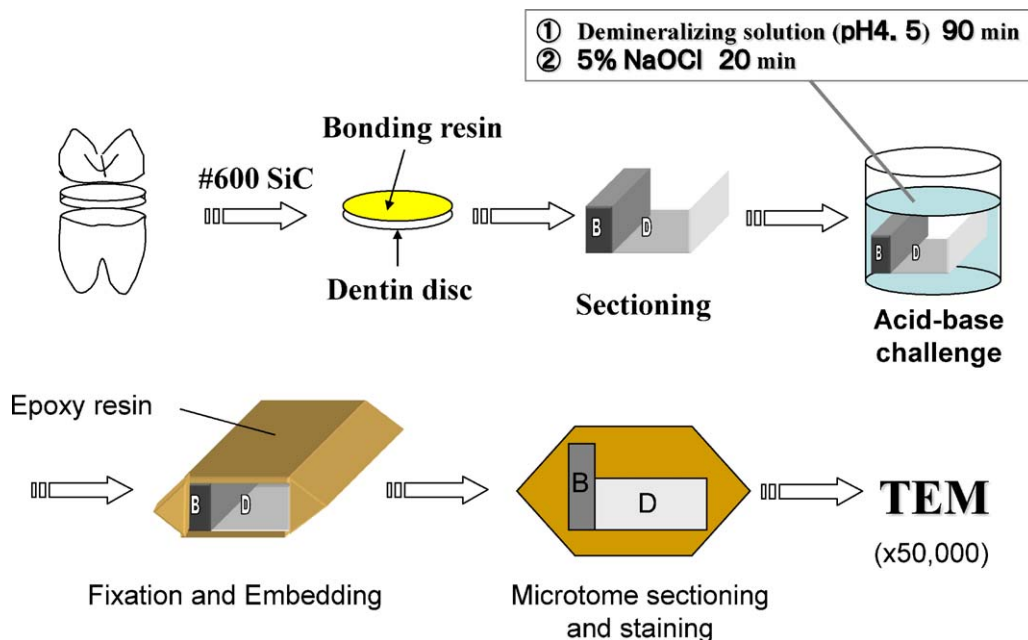 ① Demineralizing solution (pH4. 5) 90 min
② 5% NaOCl 20 min
Bonding resin
#600 SiC
Dentin disc
B D
Sectioning
B D
Acid-base
challenge
Epoxy resin
B D
Fixation and Embedding
B
D
Microtome sectioning
and staining
TEM
(x50,000)